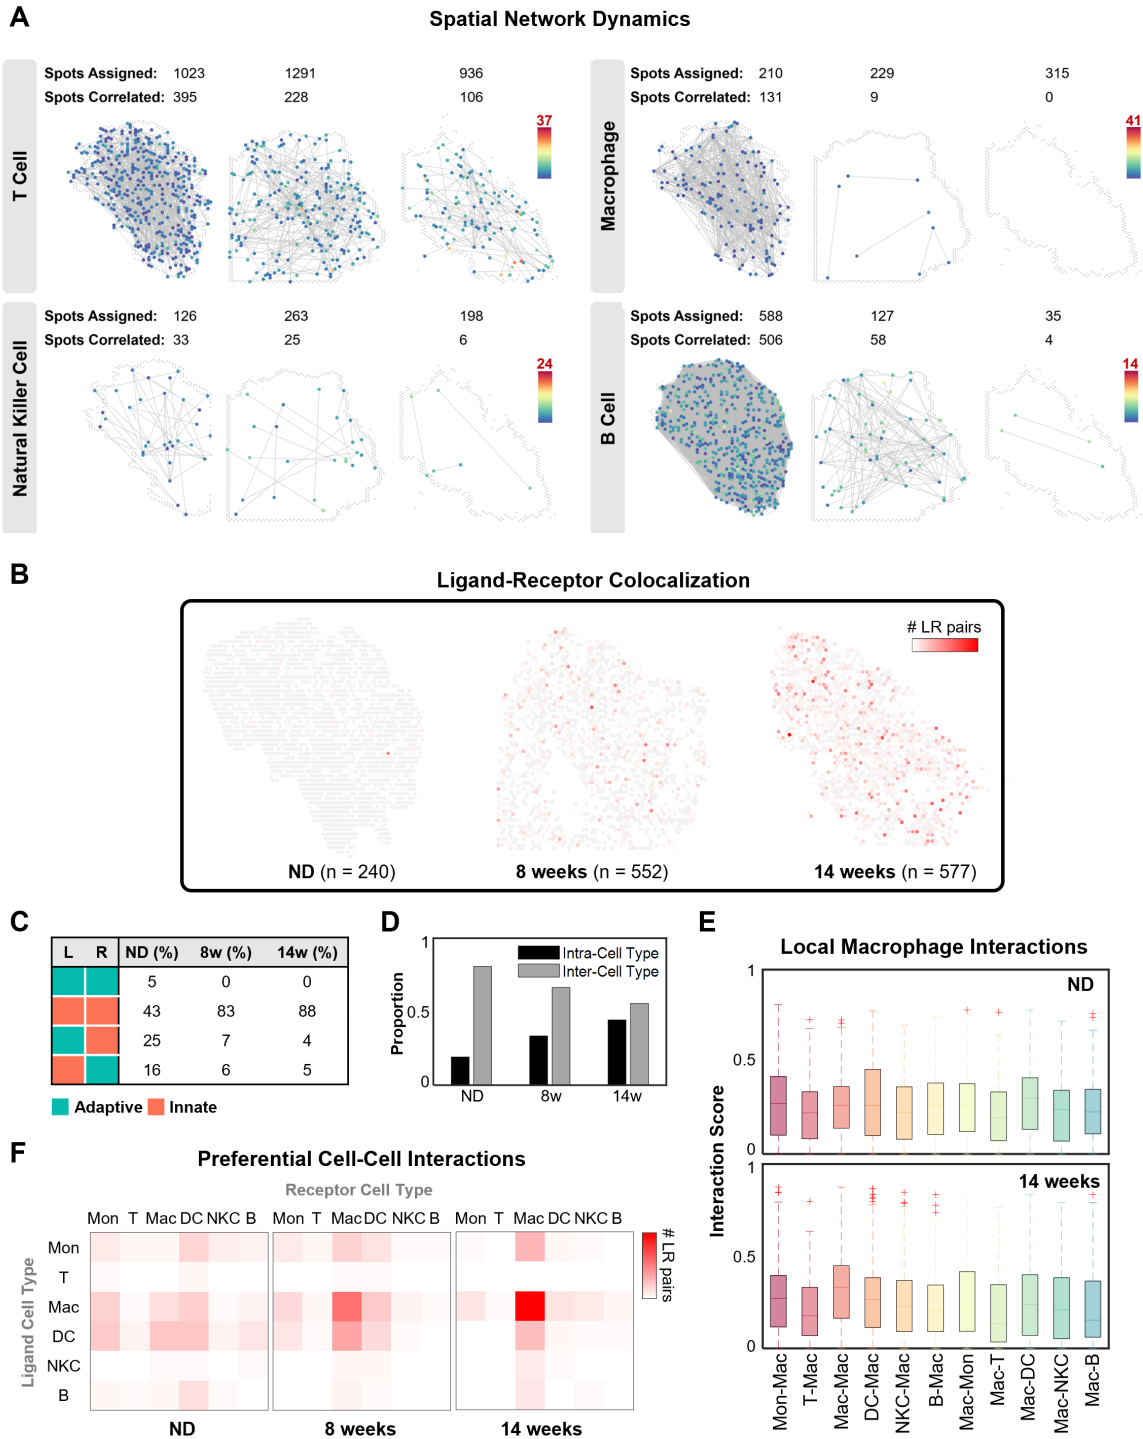 A
Spatial Network Dynamics
T Cell
Spots Assigned: 1023 1291 936
Spots Correlated: 395 228 106
37
Macrophage
Spots Assigned: 210 229 315
Spots Correlated: 131 9 0
41
Natural Killer Cell
Spots Assigned: 126 263 198
Spots Correlated: 33 25 6
24
B Cell
Spots Assigned: 588 127 35
Spots Correlated: 506 58 4
14
B
Ligand-Receptor Colocalization
# LR pairs
ND (n = 240) 8 weeks (n = 552) 14 weeks (n = 577)
C
L R ND (%) 8w (%) 14w (%)
5 0 0
43 83 88
25 7 4
16 6 5
Adaptive Innate
D
1
0.5
0
Proportion
Intra-Cell Type
Inter-Cell Type
ND 8w 14w
E
Local Macrophage Interactions
1
0.5
0
ND
Interaction Score
1
0.5
0
14 weeks
Mon-Mac
T-Mac
Mac-Mac
DC-Mac
NKC-Mac
B-Mac
Mac-Mon
Mac-T
Mac-DC
Mac-NKC
Mac-B
F
Preferential Cell-Cell Interactions
Receptor Cell Type
Mon T Mac DC NKC B Mon T Mac DC NKC B Mon T Mac DC NKC B
Ligand Cell Type
Mon
T
Mac
DC
NKC
B
# LR pairs
ND 8 weeks 14 weeks